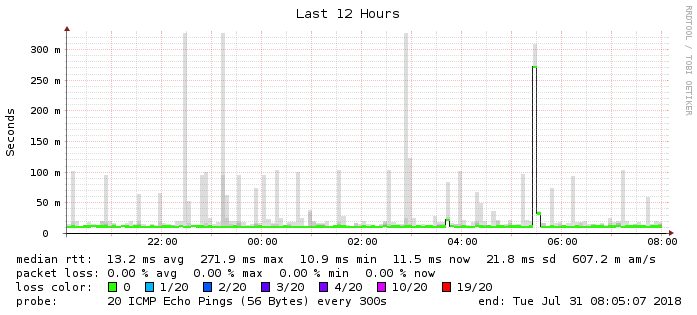 Last 12 Hours
RRDTOOL / TOBI OETIKER
Seconds
300 m
250 m
200 m
150 m
100 m
50 m
0
22:00 00:00 02:00 04:00 06:00 08:00
median rtt: 13.2 ms avg 271.9 ms max 10.9 ms min 11.5 ms now 21.8 ms sd 607.2 m am/s
packet loss: 0.00 % avg 0.00 % max 0.00 % min 0.00 % now
loss color: 0 1/20 2/20 3/20 4/20 10/20 19/20
probe: 20 ICMP Echo Pings (56 Bytes) every 300s end: Tue Jul 31 08:05:07 2018